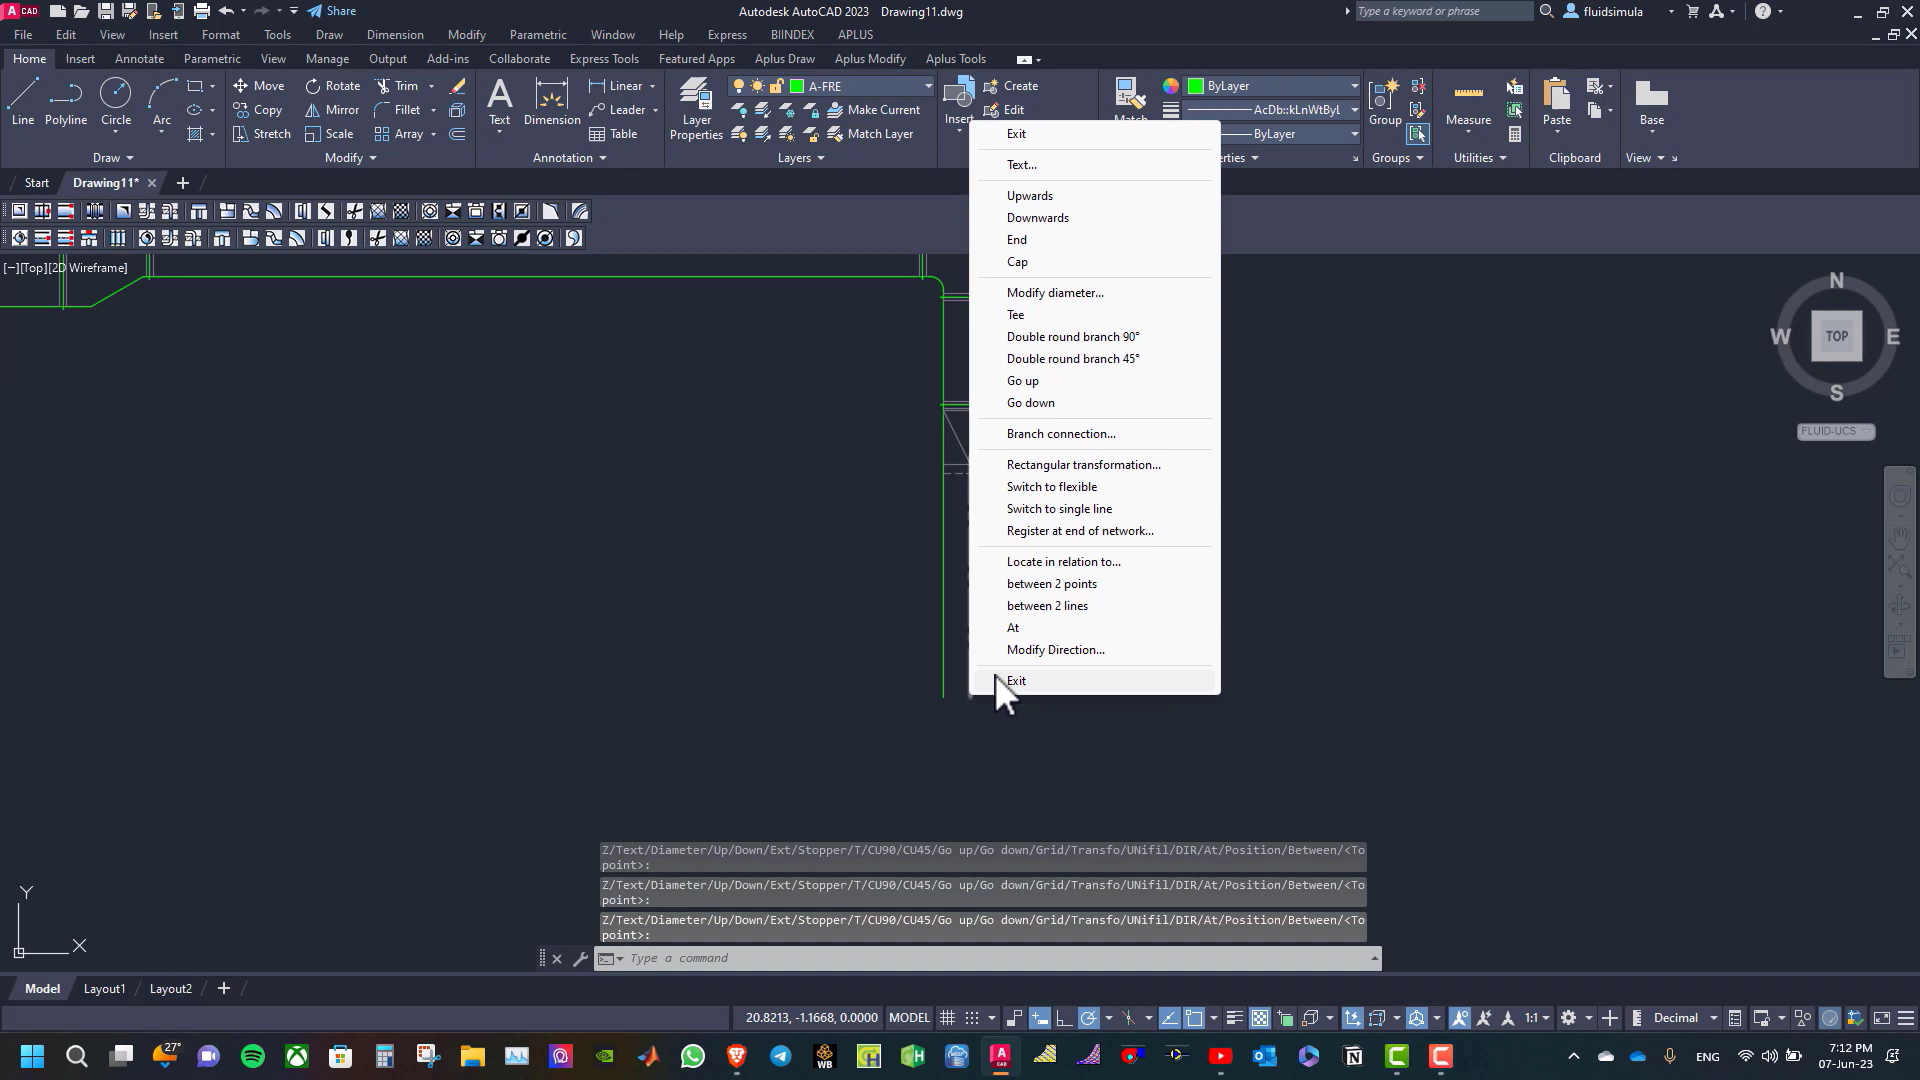 CAD
Share
Autodesk AutoCAD 2023 Drawing11.dwg
Type a keyword or phrase
fluidsimula
File Edit View Insert Format Tools Draw Dimension Modify Parametric Window Help Express BIINDEX APLUS
Home Insert Annotate Parametric View Manage Output Add-ins Collaborate Express Tools Featured Apps Aplus Draw Aplus Modify Aplus Tools
Line Polyline Circle Arc
Move Rotate Trim
Copy Mirror Fillet
Stretch Scale Array
Text Dimension
Linear
Leader
Table
Layer Properties
A-FRE
Make Current
Match Layer
Insert
Create
Edit
Match
ByLayer
AcDb::kLnWtByL
ByLayer
Group
Measure
Paste
Base
Draw Modify Annotation Layers erties Groups Utilities Clipboard View
Start Drawing11*
[−][Top][2D Wireframe]
Exit
Text...
Upwards
Downwards
End
Cap
Modify diameter...
Tee
Double round branch 90°
Double round branch 45°
Go up
Go down
Branch connection...
Rectangular transformation...
Switch to flexible
Switch to single line
Register at end of network...
Locate in relation to...
between 2 points
between 2 lines
At
Modify Direction...
Exit
N
W TOP E
S
FLUID-UCS
Y
X
Z/Text/Diameter/Up/Down/Ext/Stopper/T/CU90/CU45/Go up/Go down/Grid/Transfo/UNifil/DIR/At/Position/Between/<To
point>:
Z/Text/Diameter/Up/Down/Ext/Stopper/T/CU90/CU45/Go up/Go down/Grid/Transfo/UNifil/DIR/At/Position/Between/<To
point>:
Z/Text/Diameter/Up/Down/Ext/Stopper/T/CU90/CU45/Go up/Go down/Grid/Transfo/UNifil/DIR/At/Position/Between/<To
point>:
Type a command
Model Layout1 Layout2
20.8213, -1.1668, 0.0000 MODEL 1:1 Decimal
27°
WB
CAD
ENG
7:12 PM
07-Jun-23